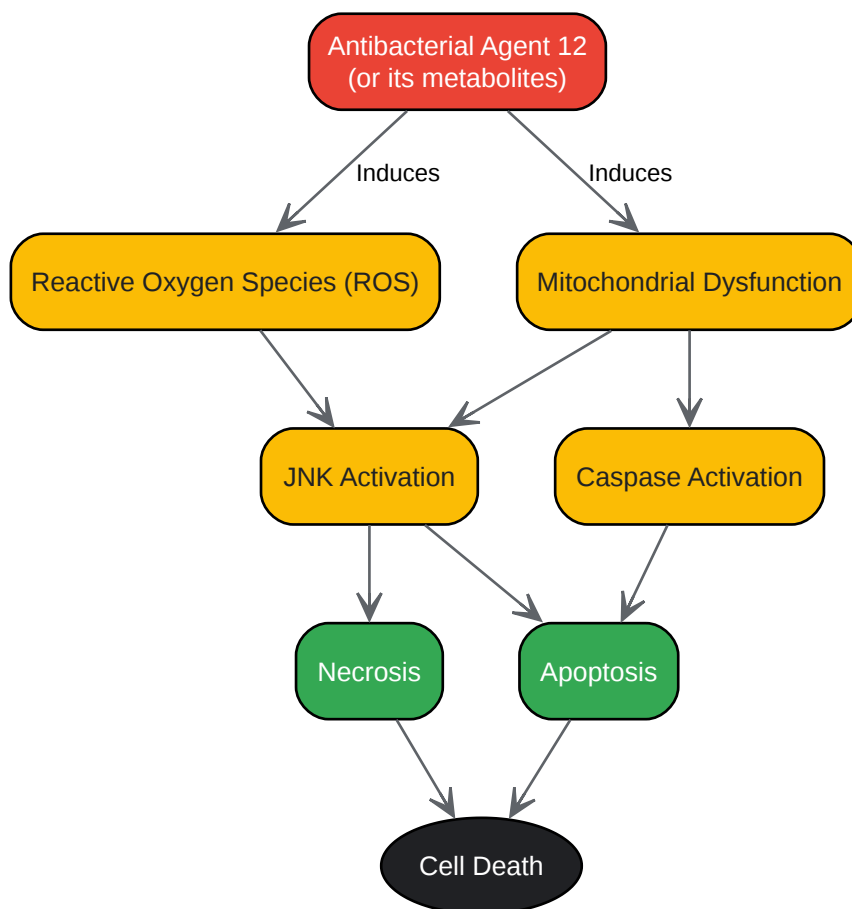 Antibacterial Agent 12
(or its metabolites)
Induces
Induces
Reactive Oxygen Species (ROS)
Mitochondrial Dysfunction
JNK Activation
Caspase Activation
Necrosis
Apoptosis
Cell Death